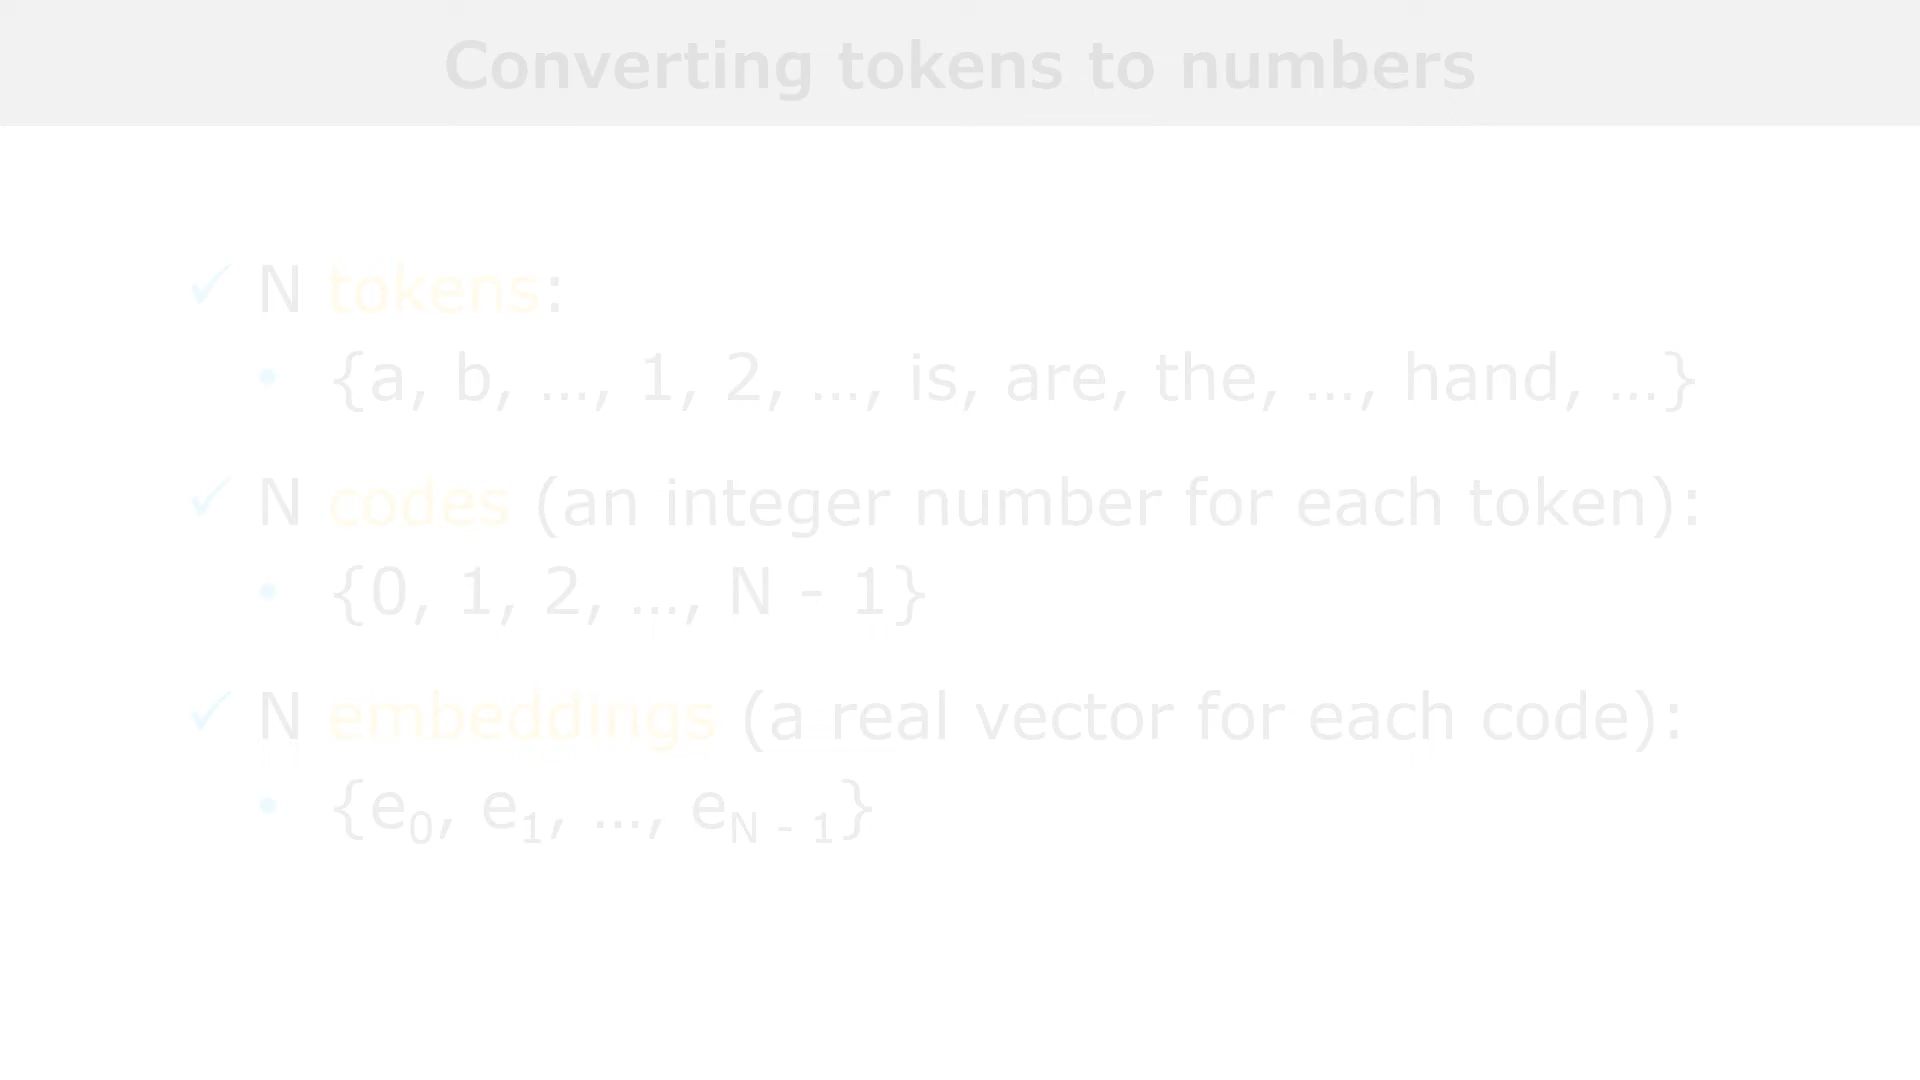 Converting tokens to numbers
✓ N tokens:
• {a, b, …, 1, 2, …, is, are, the, …, hand, …}
✓ N codes (an integer number for each token):
• {0, 1, 2, …, N - 1}
✓ N embeddings (a real vector for each code):
• {e₀, e₁, …, e_N - 1}